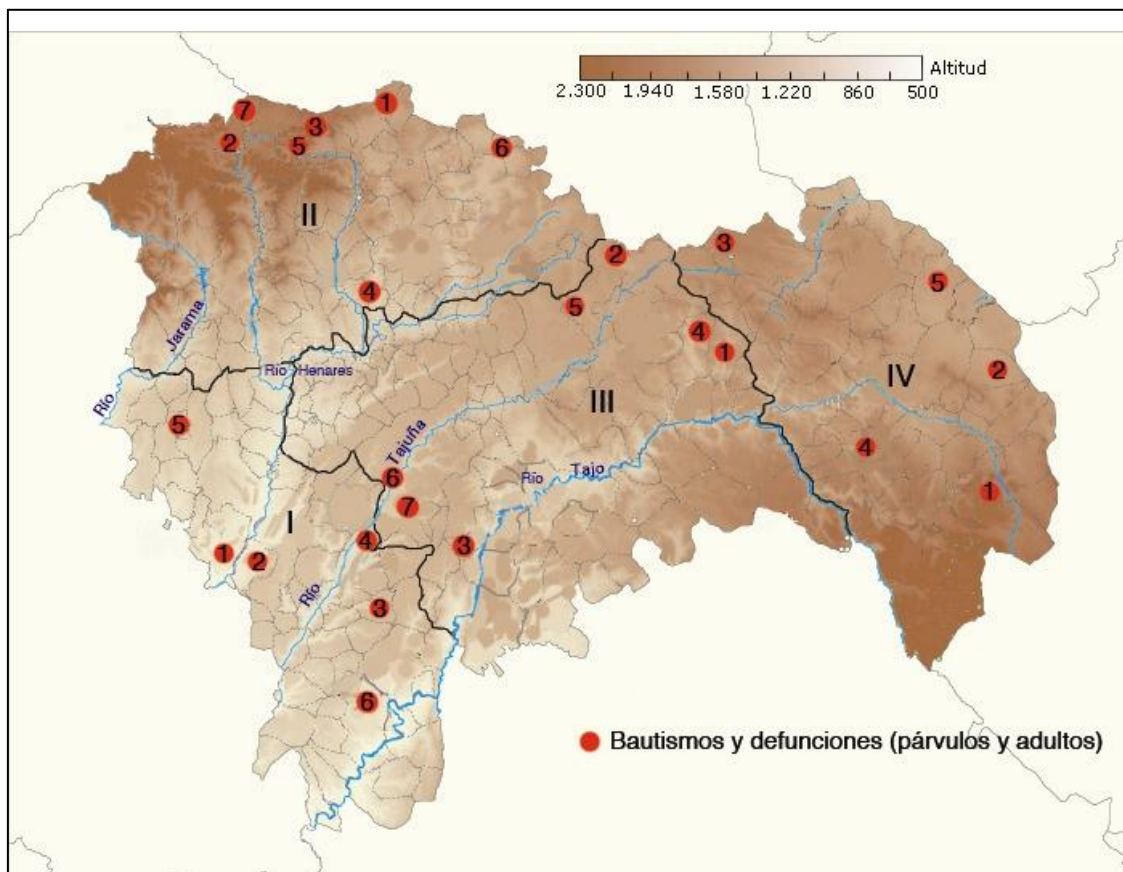 Altitud
2.300 1.940 1.580 1.220 860 500
7
1
3
2
5
6
II
3
2
4
5
5
Jarama
4
1
Río Henares
IV
2
Río
III
5
4
Tajuña
Río Tajo
6
1
7
I
4
3
1
2
Río
3
6
Bautismos y defunciones (párvulos y adultos)